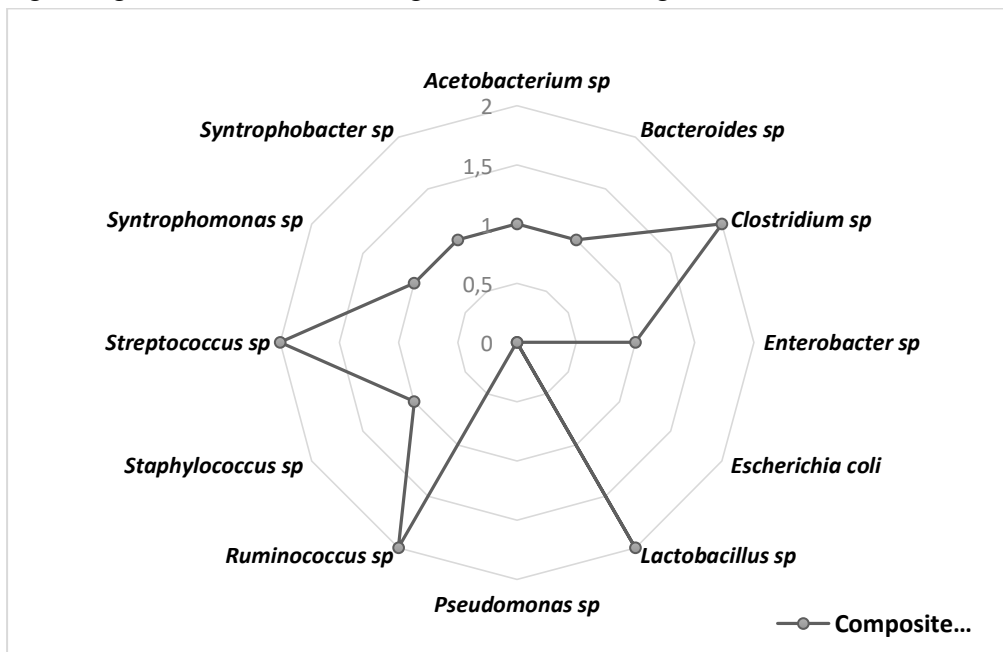 Acetobacterium sp
2
Syntrophobacter sp
Bacteroides sp
1,5
Syntrophomonas sp
1
Clostridium sp
0,5
Streptococcus sp
0
Enterobacter sp
Staphylococcus sp
Escherichia coli
Ruminococcus sp
Lactobacillus sp
Pseudomonas sp
Composite...